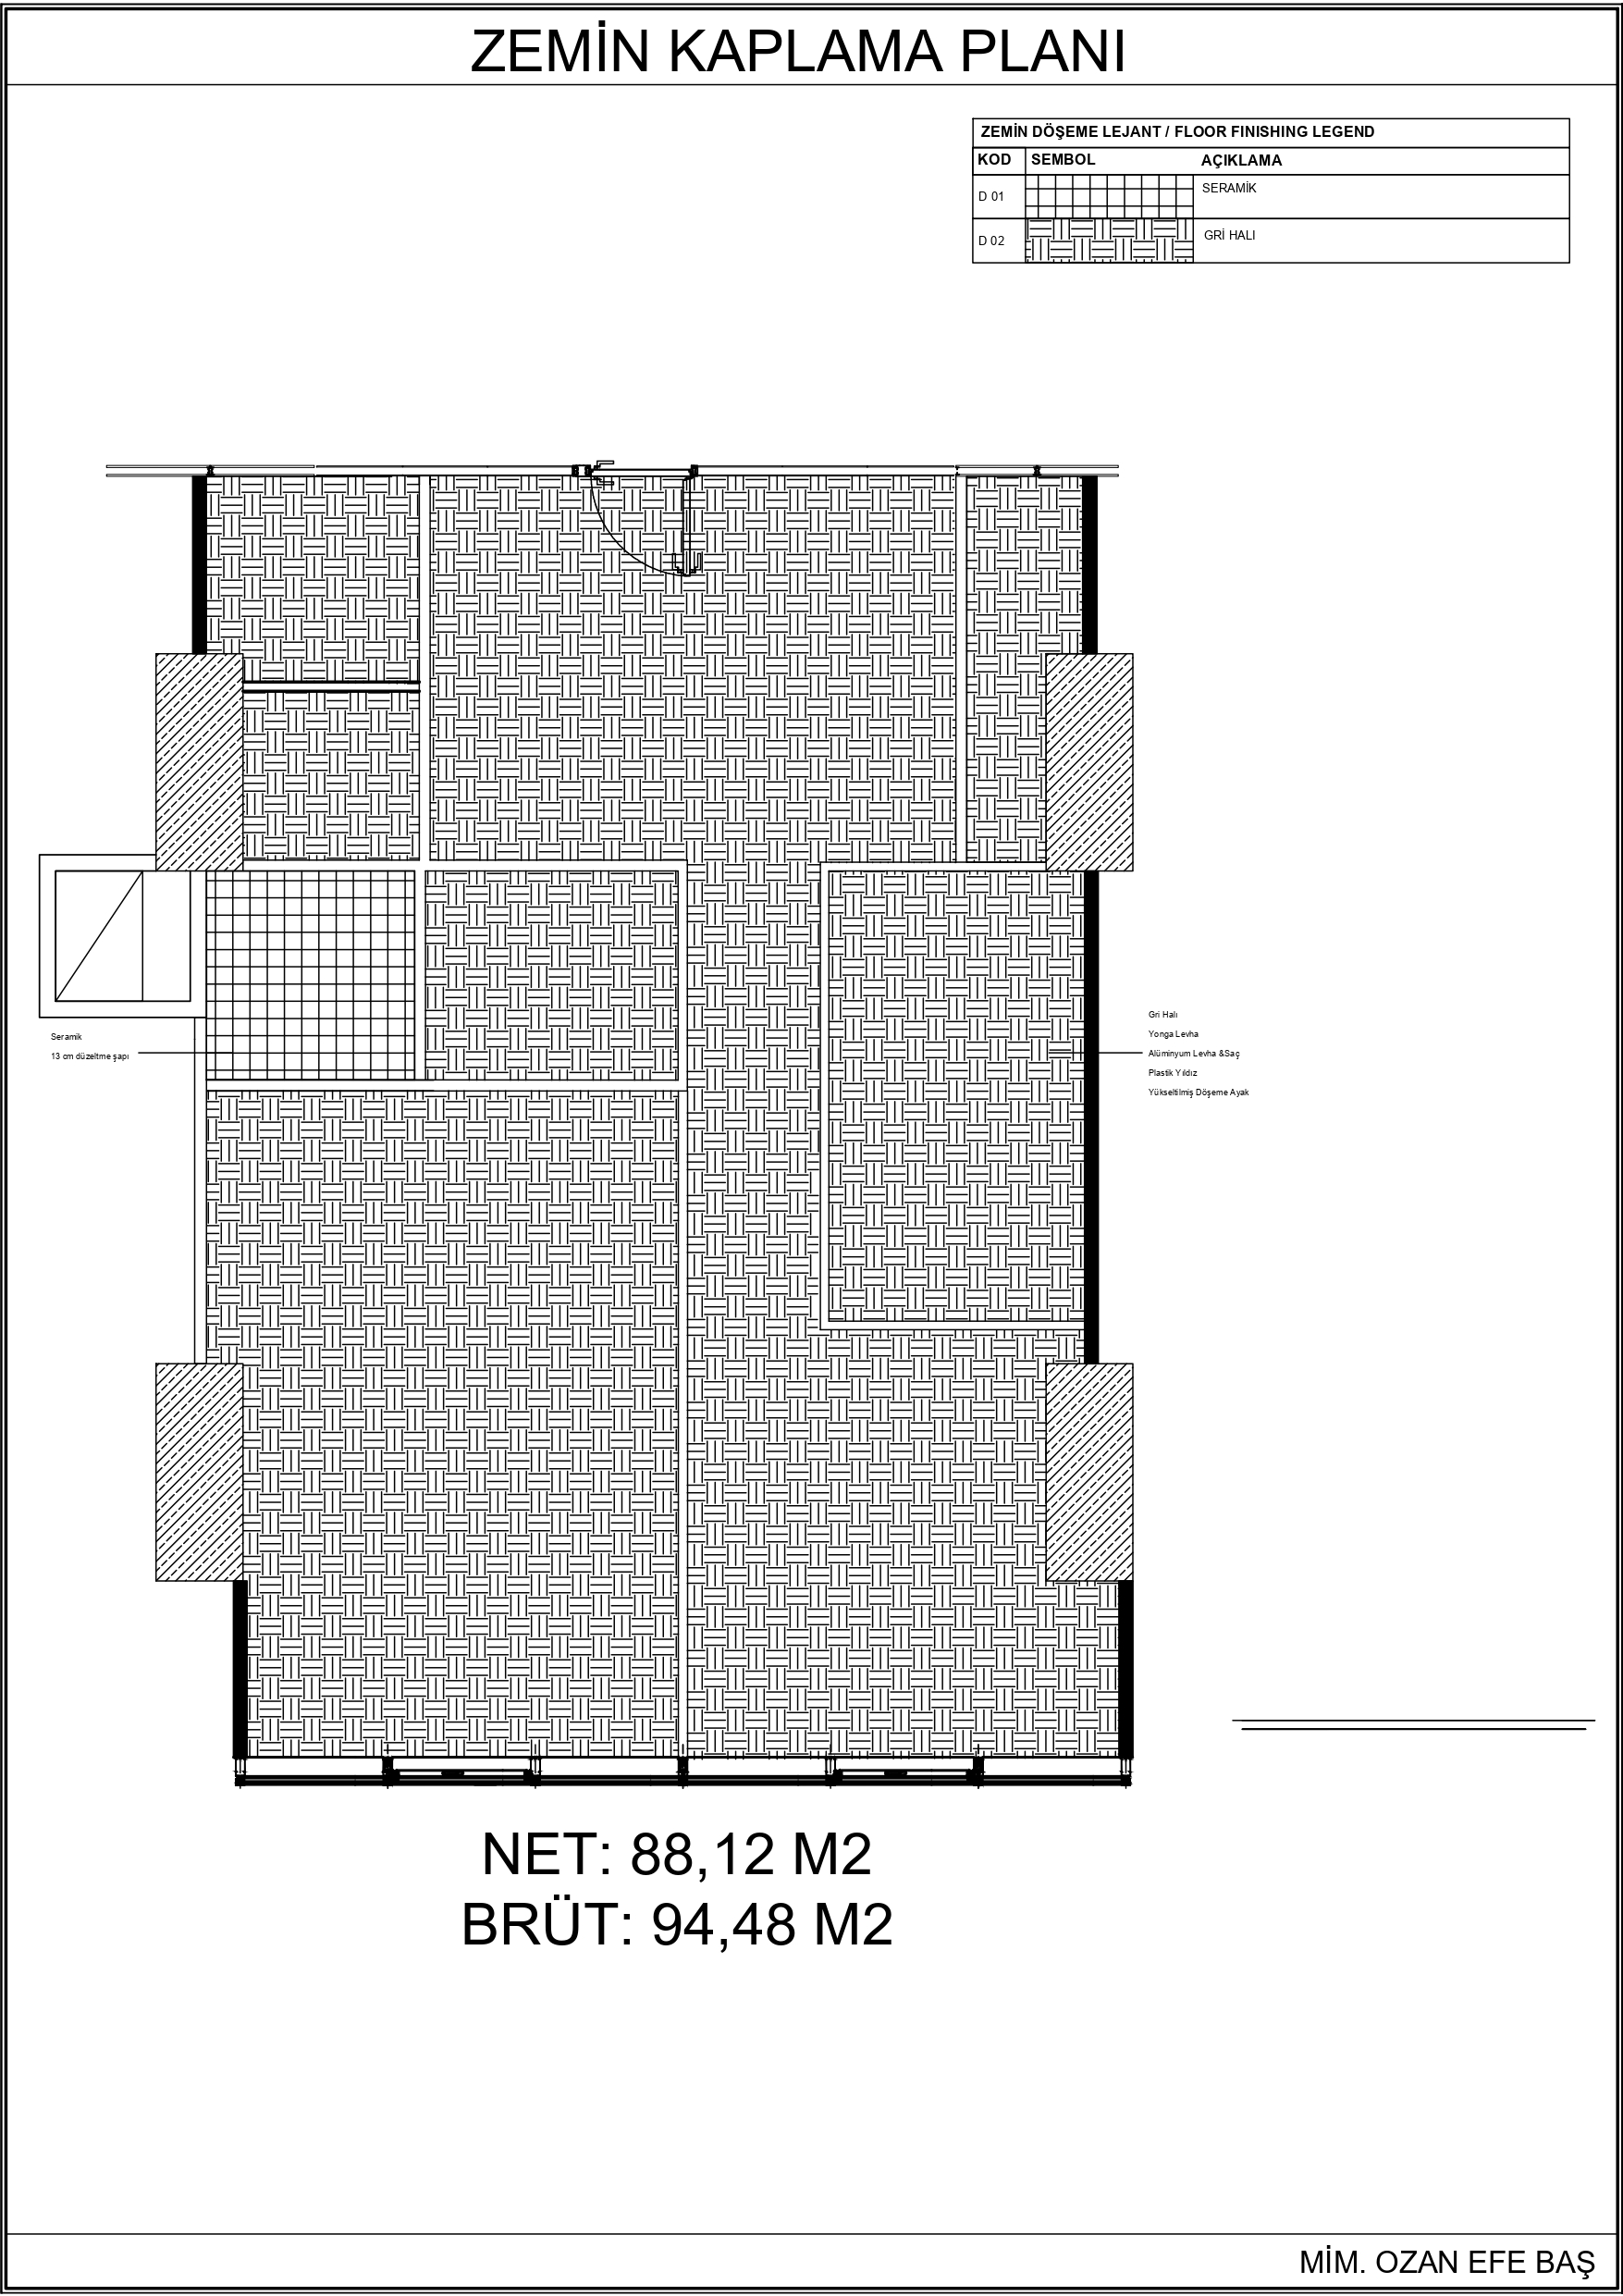 ZEMİN KAPLAMA PLANI
ZEMİN DÖŞEME LEJANT / FLOOR FINISHING LEGEND
KOD SEMBOL AÇIKLAMA
D 01 SERAMİK
D 02 GRİ HALI
Seramik
13 cm düzeltme şapı
Gri Halı
Yonga Levha
Alüminyum Levha &Saç
Plastik Yıldız
Yükseltilmiş Döşeme Ayak
NET: 88,12 M2
BRÜT: 94,48 M2
MİM. OZAN EFE BAŞ